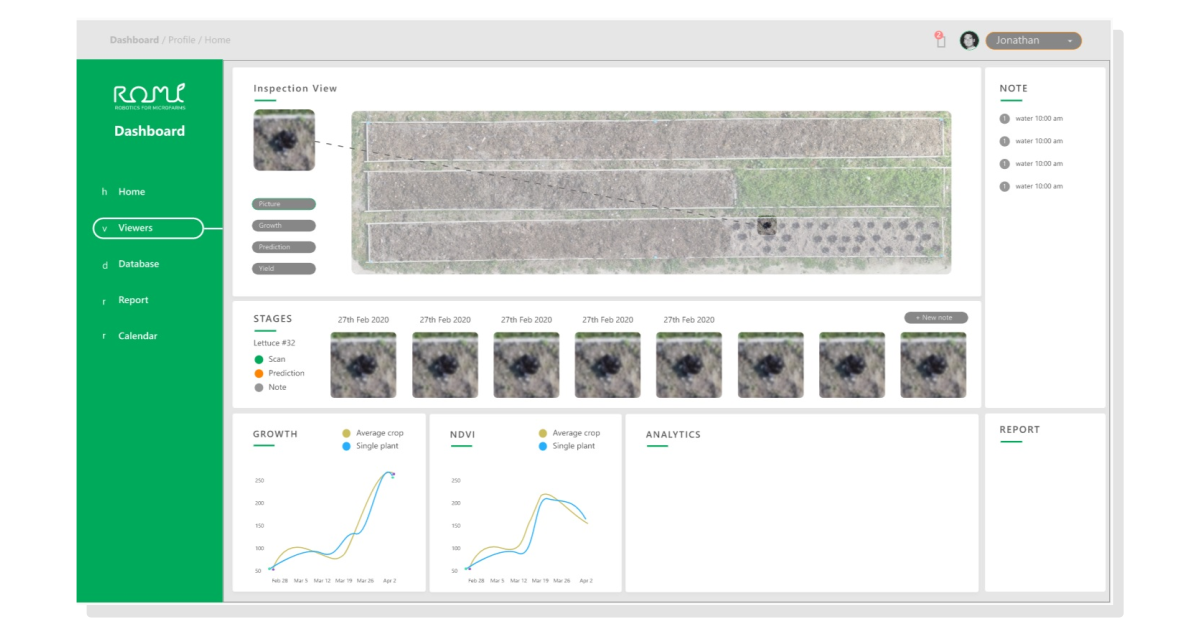 Dashboard / Profile / Home
2
Jonathan
ROMI
ROBOTICS FOR MICROFARMS
Dashboard
h Home
v Viewers
d Database
r Report
r Calendar
Inspection View
Picture
Growth
Prediction
Yield
NOTE
! water 10:00 am
! water 10:00 am
! water 10:00 am
! water 10:00 am
STAGES
27th Feb 2020 27th Feb 2020 27th Feb 2020 27th Feb 2020 27th Feb 2020
+ New note
Lettuce #32
Scan
Prediction
Note
GROWTH
Average crop
Single plant
250
200
150
100
50
Feb 28 Mar 5 Mar 12 Mar 19 Mar 26 Apr 2
NDVI
Average crop
Single plant
250
200
150
100
50
Feb 28 Mar 5 Mar 12 Mar 19 Mar 26 Apr 2
ANALYTICS
REPORT